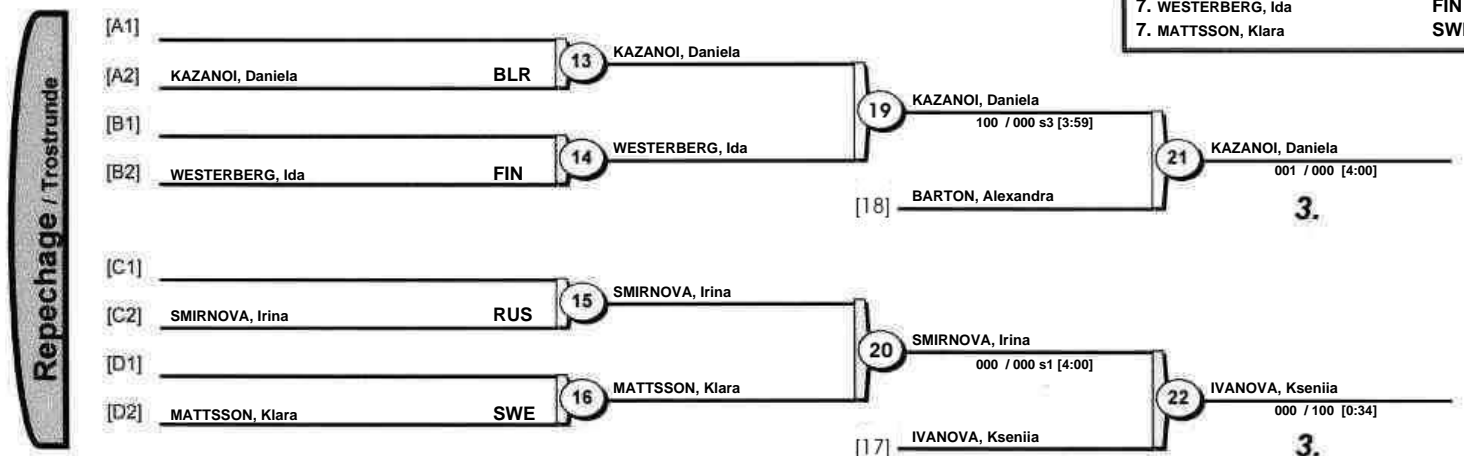 7. WESTERBERG, Ida FIN
7. MATTSSON, Klara SWE
Repechage / Trostrunde
[A1]
[A2] KAZANOI, Daniela BLR
13
KAZANOI, Daniela
[B1]
[B2] WESTERBERG, Ida FIN
14
WESTERBERG, Ida
19
KAZANOI, Daniela
100 / 000 s3 [3:59]
[18] BARTON, Alexandra
21
KAZANOI, Daniela
001 / 000 [4:00]
3.
[C1]
[C2] SMIRNOVA, Irina RUS
15
SMIRNOVA, Irina
[D1]
[D2] MATTSSON, Klara SWE
16
MATTSSON, Klara
20
SMIRNOVA, Irina
000 / 000 s1 [4:00]
[17] IVANOVA, Kseniia
22
IVANOVA, Kseniia
000 / 100 [0:34]
3.